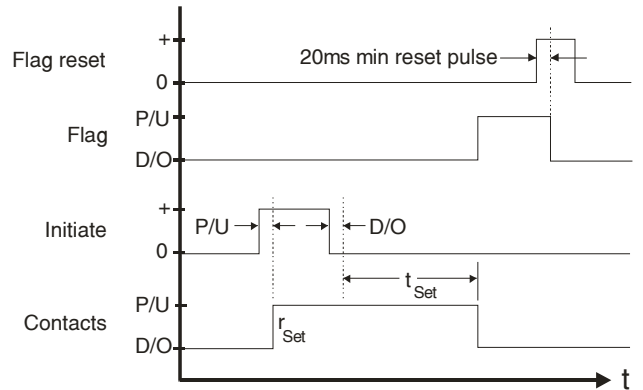 Flag reset
+
0
20ms min reset pulse
Flag
P/U
D/O
Initiate
+
0
P/U
D/O
t Set
Contacts
P/U
D/O
r Set
t